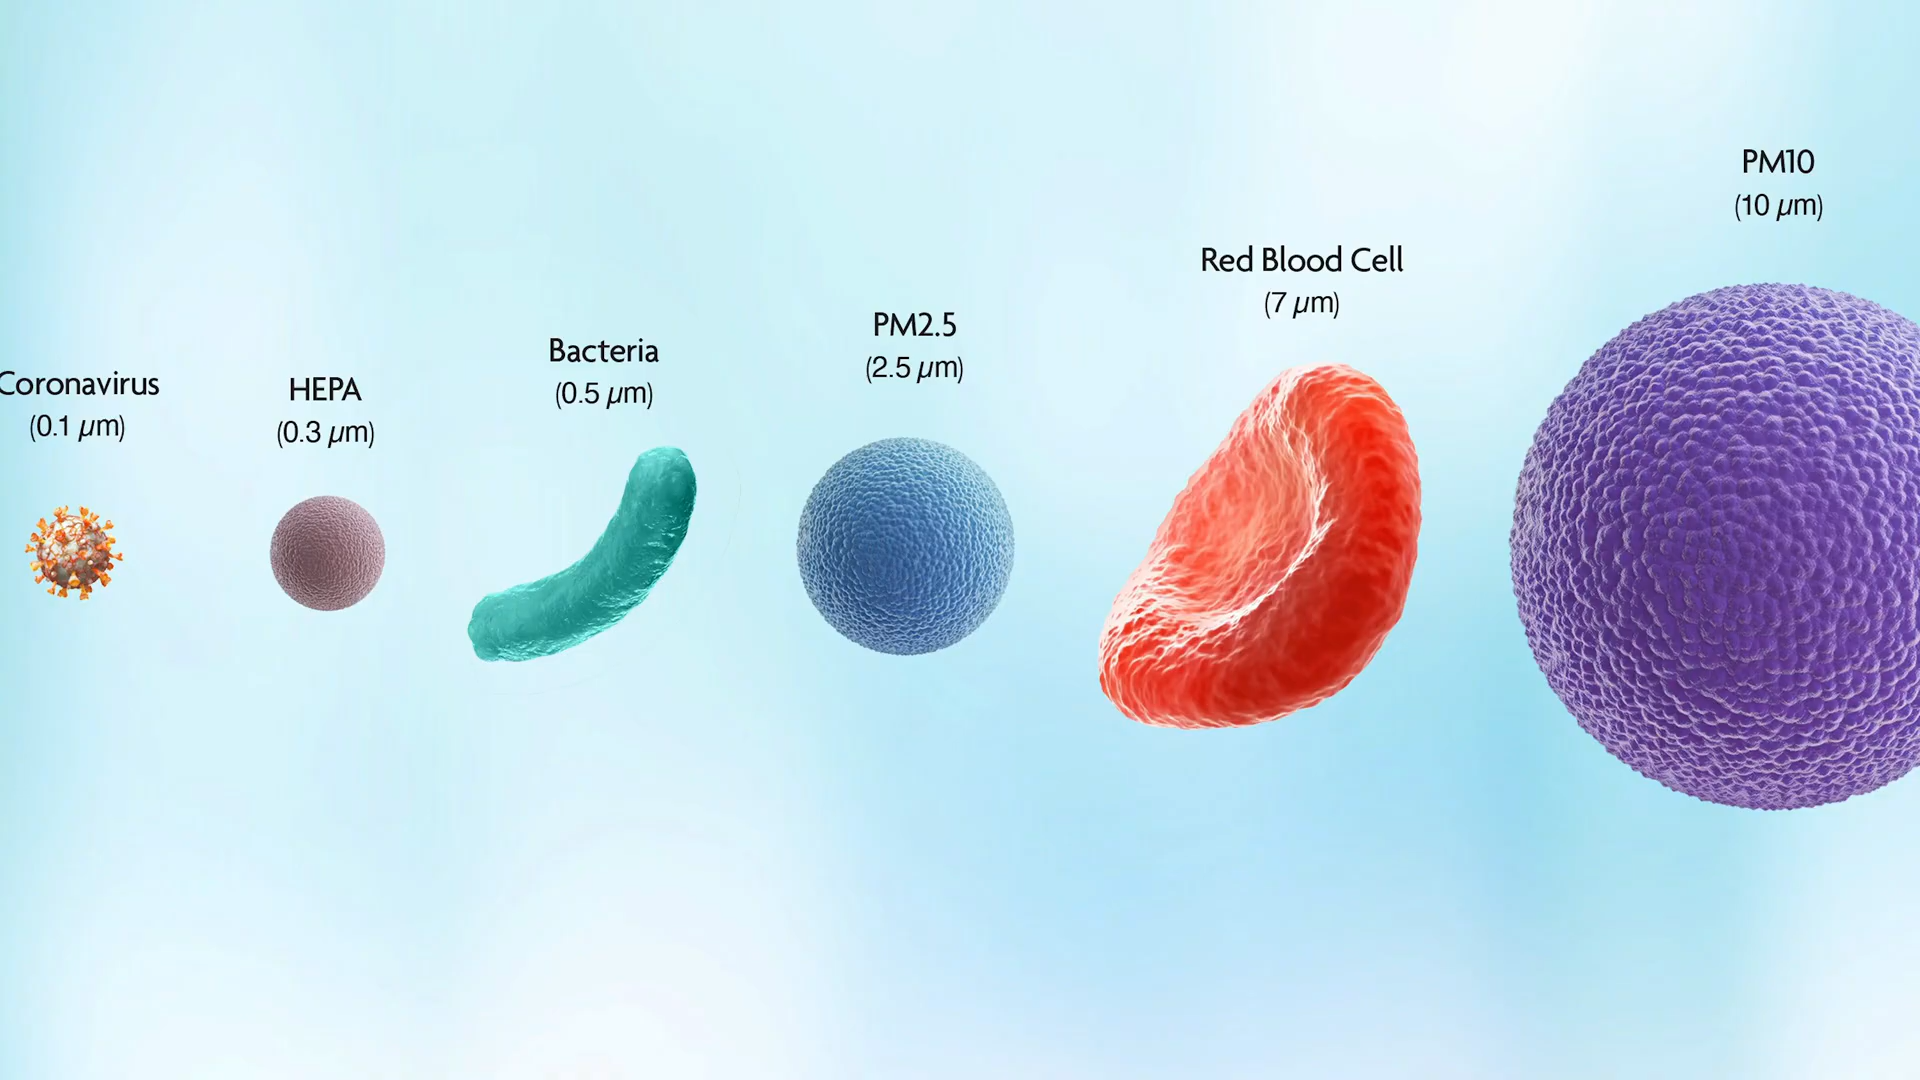 Coronavirus
(0.1 µm)
HEPA
(0.3 µm)
Bacteria
(0.5 µm)
PM2.5
(2.5 µm)
Red Blood Cell
(7 µm)
PM10
(10 µm)